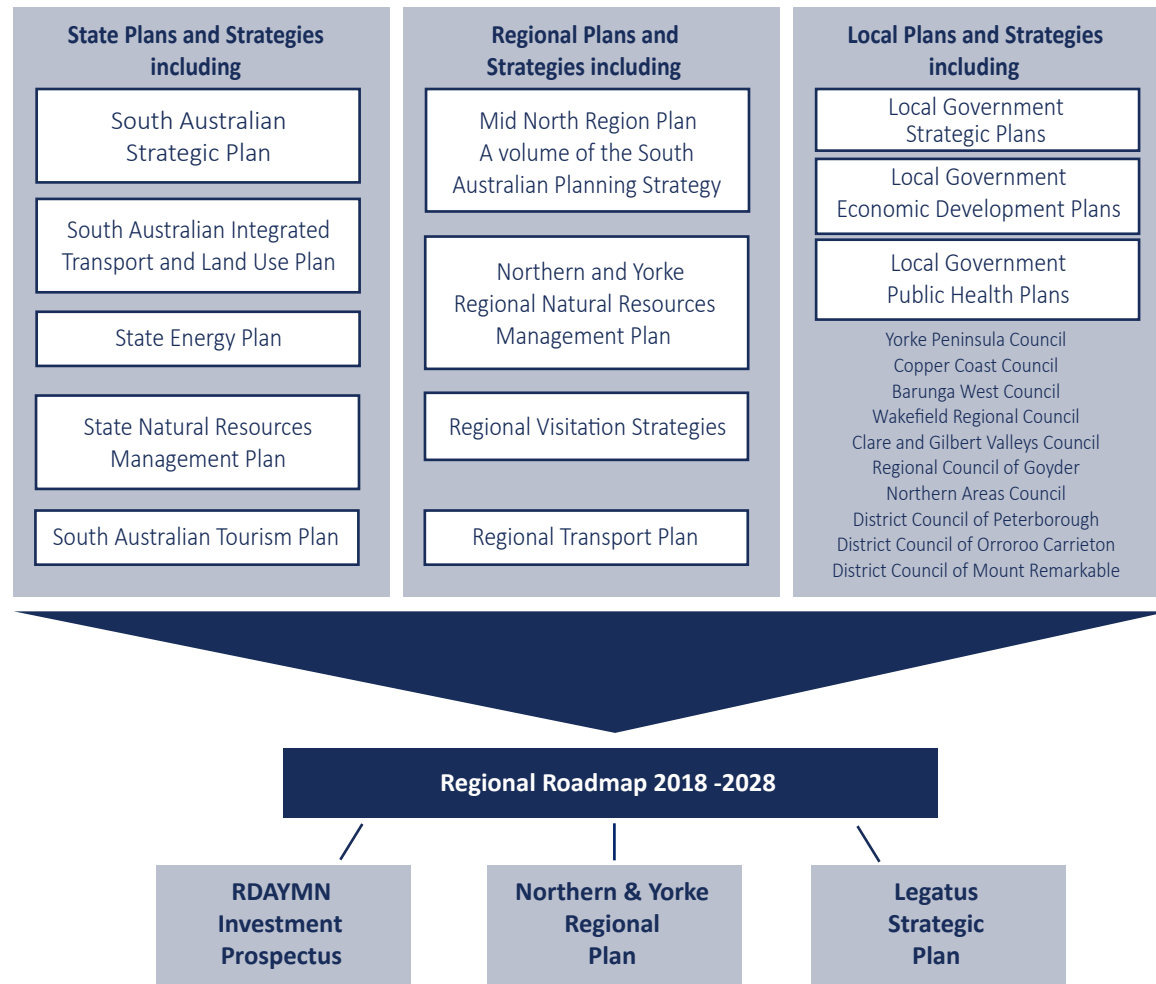 State Plans and Strategies
including
South Australian
Strategic Plan
South Australian Integrated
Transport and Land Use Plan
State Energy Plan
State Natural Resources
Management Plan
South Australian Tourism Plan
Regional Plans and
Strategies including
Mid North Region Plan
A volume of the South
Australian Planning Strategy
Northern and Yorke
Regional Natural Resources
Management Plan
Regional Visitation Strategies
Regional Transport Plan
Local Plans and Strategies
including
Local Government
Strategic Plans
Local Government
Economic Development Plans
Local Government
Public Health Plans
Yorke Peninsula Council
Copper Coast Council
Barunga West Council
Wakefield Regional Council
Clare and Gilbert Valleys Council
Regional Council of Goyder
Northern Areas Council
District Council of Peterborough
District Council of Orroroo Carrieton
District Council of Mount Remarkable
Regional Roadmap 2018 -2028
RDAYMN
Investment
Prospectus
Northern & Yorke
Regional
Plan
Legatus
Strategic
Plan